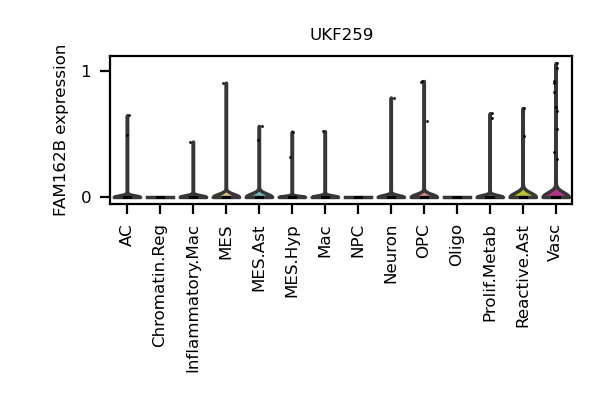 UKF259
FAM162B expression
1
0
AC
Chromatin.Reg
Inflammatory.Mac
MES
MES.Ast
MES.Hyp
Mac
NPC
Neuron
OPC
Oligo
Prolif.Metab
Reactive.Ast
Vasc